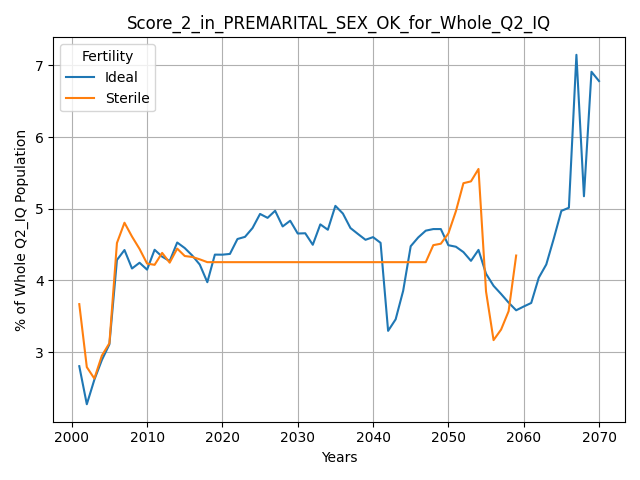 Score_2_in_PREMARITAL_SEX_OK_for_Whole_Q2_IQ
Fertility
Ideal
Sterile
% of Whole Q2_IQ Population
7
6
5
4
3
2000 2010 2020 2030 2040 2050 2060 2070
Years